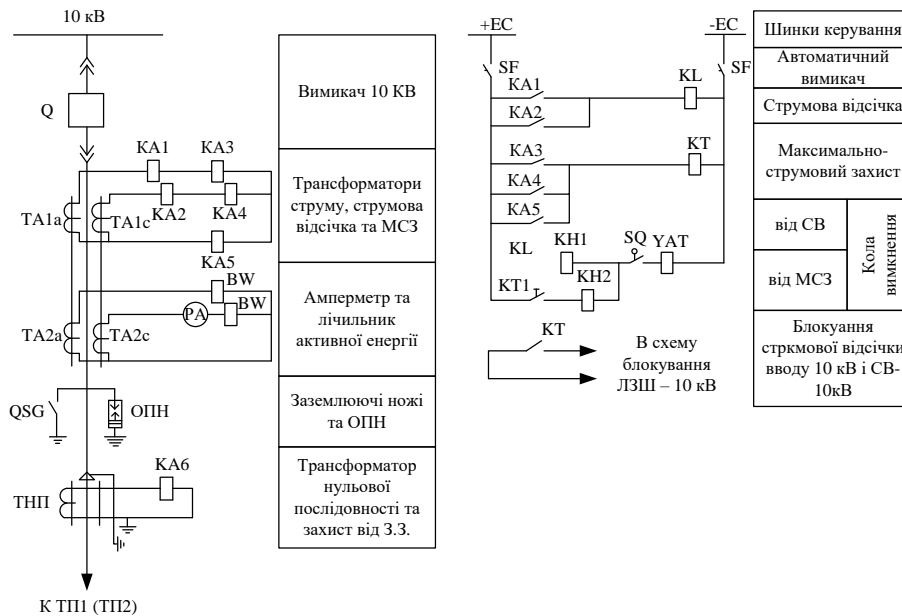 10 кВ
Q
КА1
КА3
ТА1а
ТА1с
КА2
КА4
КА5
BW
BW
PA
ТА2а
ТА2с
QSG
ОПН
КА6
ТНП
К ТП1 (ТП2)
Вимикач 10 КВ
Трансформатори
струму, струмова
відсічка та МСЗ
Амперметр та
лічильник
активної енергії
Заземлюючі ножі
та ОПН
Трансформатор
нульової
послідовності та
захист від З.З.
+ЕС
-ЕС
SF
SF
КА1
KL
КА2
КА3
КТ
КА4
КА5
KL
КН1
SQ
YAT
КТ1
КН2
КТ
В схему
блокування
ЛЗШ – 10 кВ
Шинки керування
Автоматичний
вимикач
Струмова відсічка
Максимально-
струмовий захист
від СВ
від МСЗ
Кола
вимкнення
Блокуання
стркмової відсічки
вводу 10 кВ і СВ-
10кВ